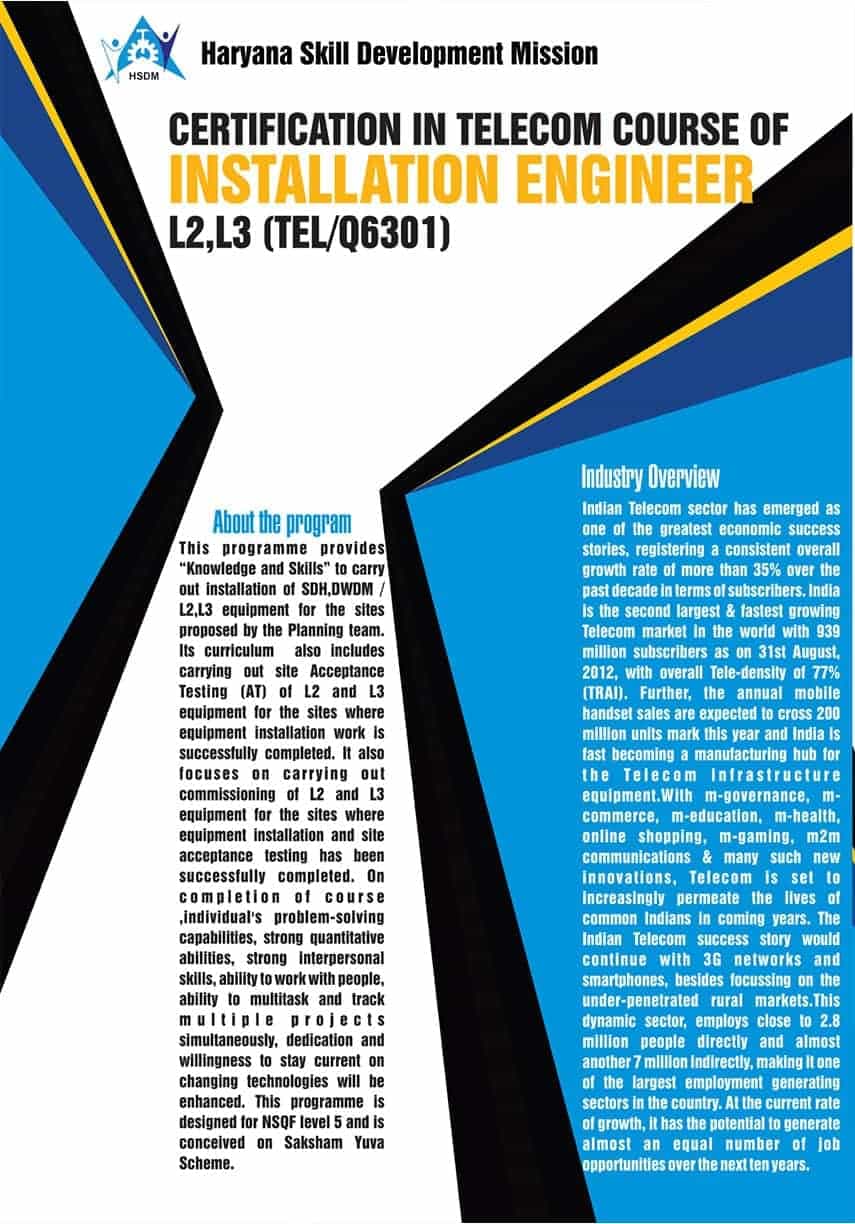 HSDM
Haryana Skill Development Mission
CERTIFICATION IN TELECOM COURSE OF
INSTALLATION ENGINEER
L2,L3 (TEL/Q6301)
About the program
This programme provides
“Knowledge and Skills” to carry
out installation of SDH,DWDM /
L2,L3 equipment for the sites
proposed by the Planning team.
Its curriculum also includes
carrying out site Acceptance
Testing (AT) of L2 and L3
equipment for the sites where
equipment installation work is
successfully completed. It also
focuses on carrying out
commissioning of L2 and L3
equipment for the sites where
equipment installation and site
acceptance testing has been
successfully completed. On
completion of course
,individual's problem-solving
capabilities, strong quantitative
abilities, strong interpersonal
skills, ability to work with people,
ability to multitask and track
multiple projects
simultaneously, dedication and
willingness to stay current on
changing technologies will be
enhanced. This programme is
designed for NSQF level 5 and is
conceived on Saksham Yuva
Scheme.
Industry Overview
Indian Telecom sector has emerged as
one of the greatest economic success
stories, registering a consistent overall
growth rate of more than 35% over the
past decade in terms of subscribers. India
is the second largest & fastest growing
Telecom market in the world with 939
million subscribers as on 31st August,
2012, with overall Tele-density of 77%
(TRAI). Further, the annual mobile
handset sales are expected to cross 200
million units mark this year and India is
fast becoming a manufacturing hub for
the Telecom Infrastructure
equipment.With m-governance, m-
commerce, m-education, m-health,
online shopping, m-gaming, m2m
communications & many such new
innovations, Telecom is set to
increasingly permeate the lives of
common Indians in coming years. The
Indian Telecom success story would
continue with 3G networks and
smartphones, besides focussing on the
under-penetrated rural markets.This
dynamic sector, employs close to 2.8
million people directly and almost
another 7 million indirectly, making it one
of the largest employment generating
sectors in the country. At the current rate
of growth, it has the potential to generate
almost an equal number of job
opportunities over the next ten years.